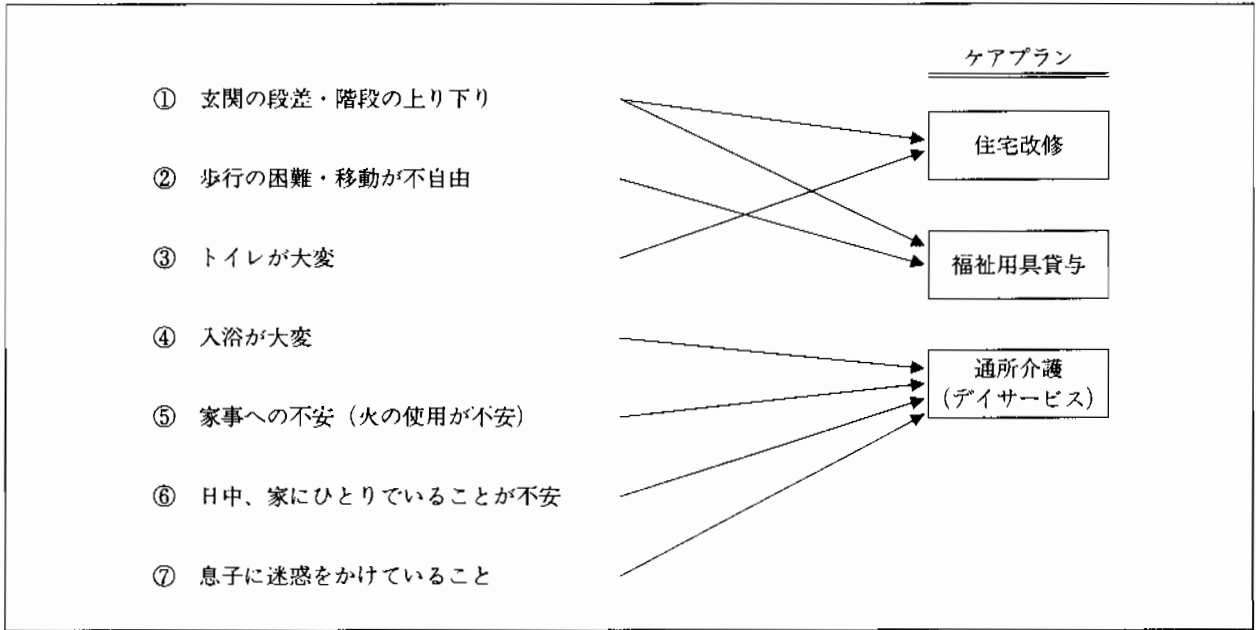 ケアプラン
① 玄関の段差・階段の上り下り
住宅改修
② 歩行の困難・移動が不自由
福祉用具貸与
③ トイレが大変
④ 入浴が大変
通所介護
(デイサービス)
⑤ 家事への不安（火の使用が不安）
⑥ 日中、家にひとりでいることが不安
⑦ 息子に迷惑をかけていること